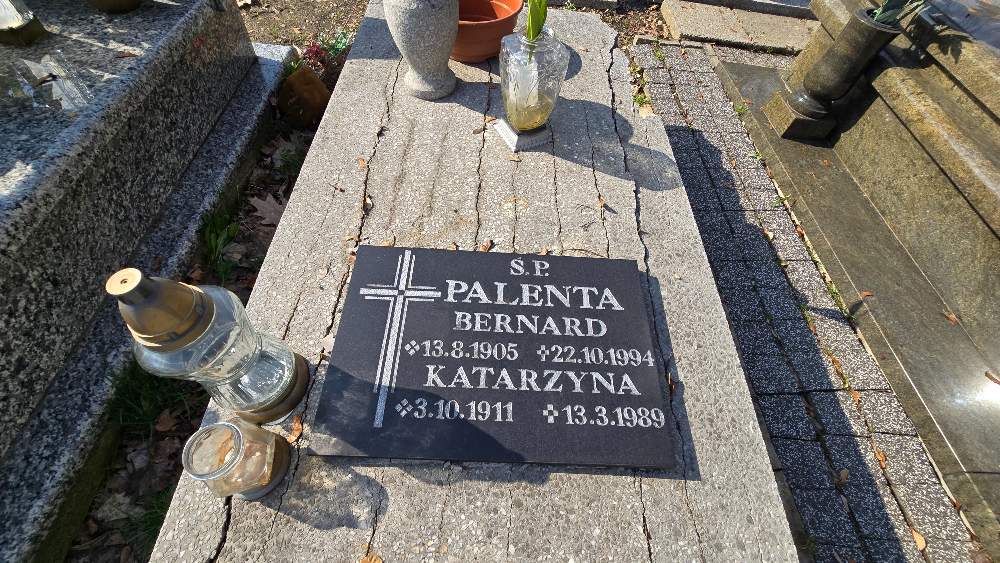 Ś.P.
PALENTA
BERNARD
13.8.1905 22.10.1994
KATARZYNA
3.10.1911 13.3.1989